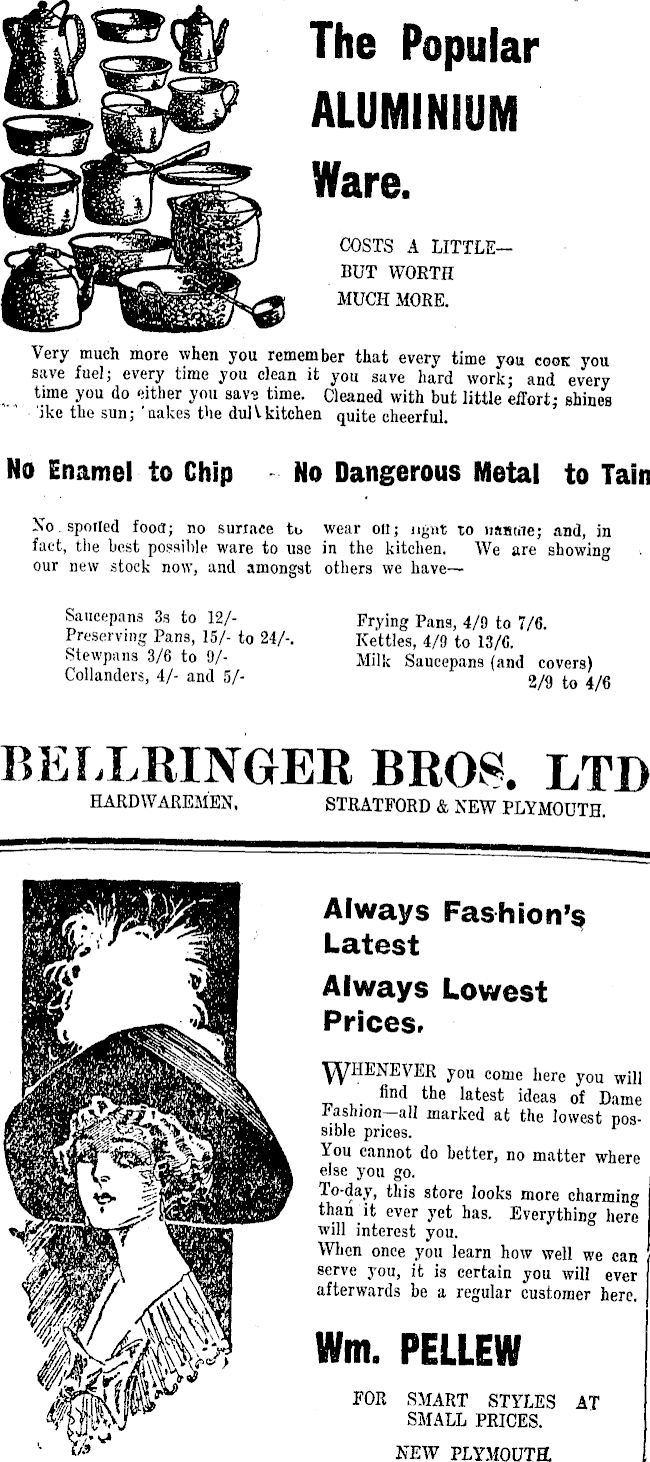 The Popular
ALUMINIUM
Ware.
COSTS A LITTLE—
BUT WORTH
MUCH MORE.
Very much more when you remember that every time you cook you
save fuel; every time you clean it you save hard work; and every
time you do either you save time. Cleaned with but little effort; shines
'ike the sun; 'nakes the dull kitchen quite cheerful.
No Enamel to Chip - No Dangerous Metal to Tain
No spotled food; no surface to wear off; light to handle; and, in
fact, the best possible ware to use in the kitchen. We are showing
our new stock now, and amongst others we have—
Saucepans 3s to 12/-
Preserving Pans, 15/- to 24/-.
Stewpans 3/6 to 9/-
Collanders, 4/- and 5/-
Frying Pans, 4/9 to 7/6.
Kettles, 4/9 to 13/6.
Milk Saucepans (and covers)
2/9 to 4/6
BELLRINGER BROS. LTD
HARDWAREMEN, STRATFORD & NEW PLYMOUTH.
Always Fashion's
Latest
Always Lowest
Prices.
WHENEVER you come here you will
find the latest ideas of Dame
Fashion—all marked at the lowest pos-
sible prices.
You cannot do better, no matter where
else you go.
To-day, this store looks more charming
than it ever yet has. Everything here
will interest you.
When once you learn how well we can
serve you, it is certain you will ever
afterwards be a regular customer here.
Wm. PELLEW
FOR SMART STYLES AT
SMALL PRICES.
NEW PLYMOUTH.